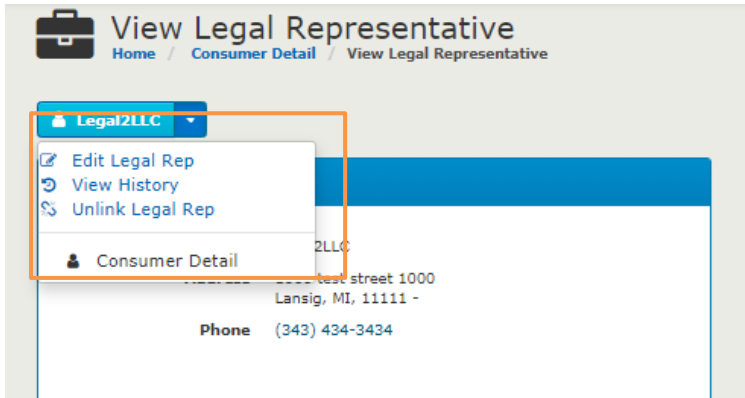 View Legal Representative
Home / Consumer Detail / View Legal Representative
Legal2LLC
Edit Legal Rep
View History
Unlink Legal Rep
2LLC
Consumer Detail
test street 1000
Lansig, MI, 11111 -
Phone (343) 434-3434